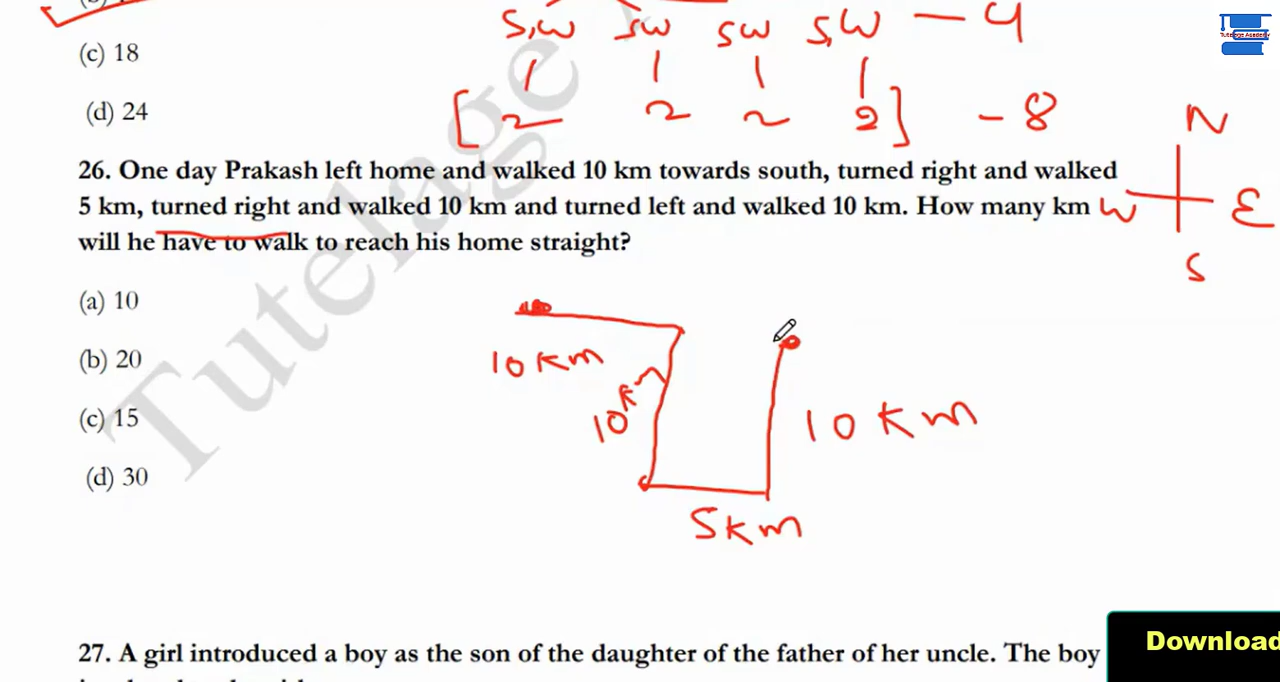 (c) 18
(d) 24
S,W SW SW S,W — 4
[2 2 2 2] - 8
N
W E
S
26. One day Prakash left home and walked 10 km towards south, turned right and walked
5 km, turned right and walked 10 km and turned left and walked 10 km. How many km
will he have to walk to reach his home straight?
(a) 10
(b) 20
(c) 15
(d) 30
10 Km
10 Km
10 Km
5km
Tutelage
Tutelage Academy
27. A girl introduced a boy as the son of the daughter of the father of her uncle. The boy
Download